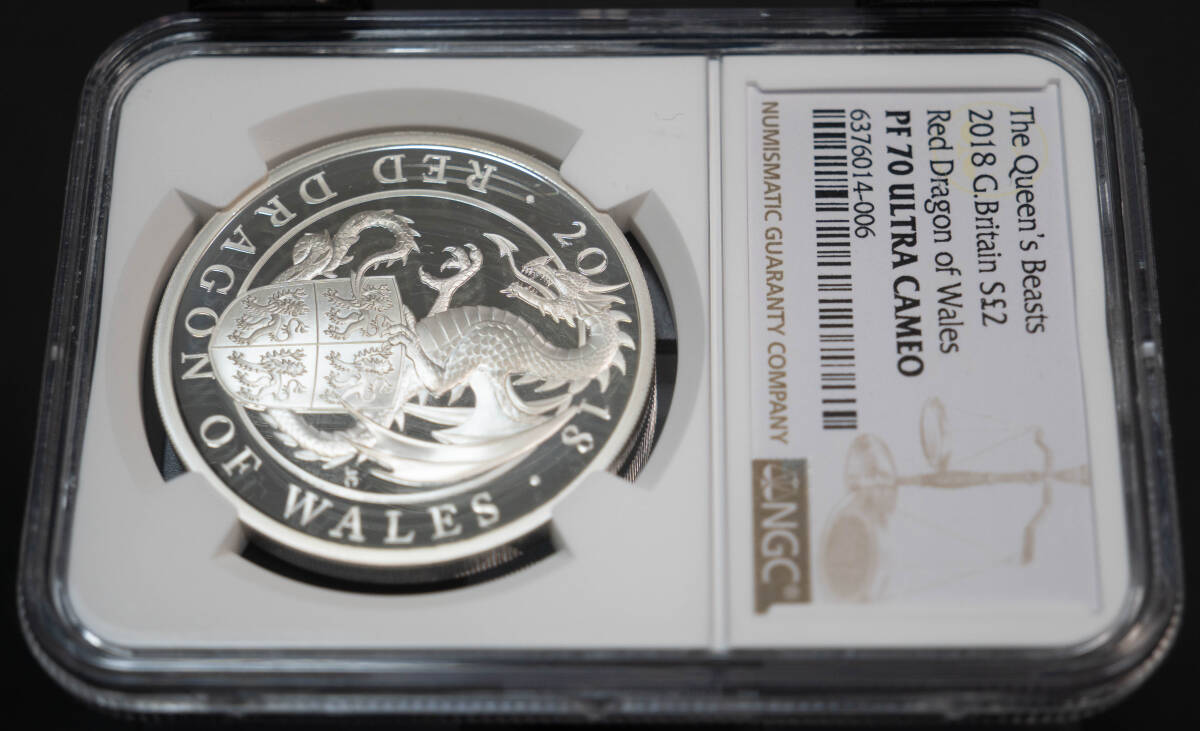 The Queen's Beasts
2018 G.Britain S£2
Red Dragon of Wales
PF 70 ULTRA CAMEO
6376014-006
NUMISMATIC GUARANTY COMPANY
NGC®
RED DRAGON OF WALES · 2018 ·